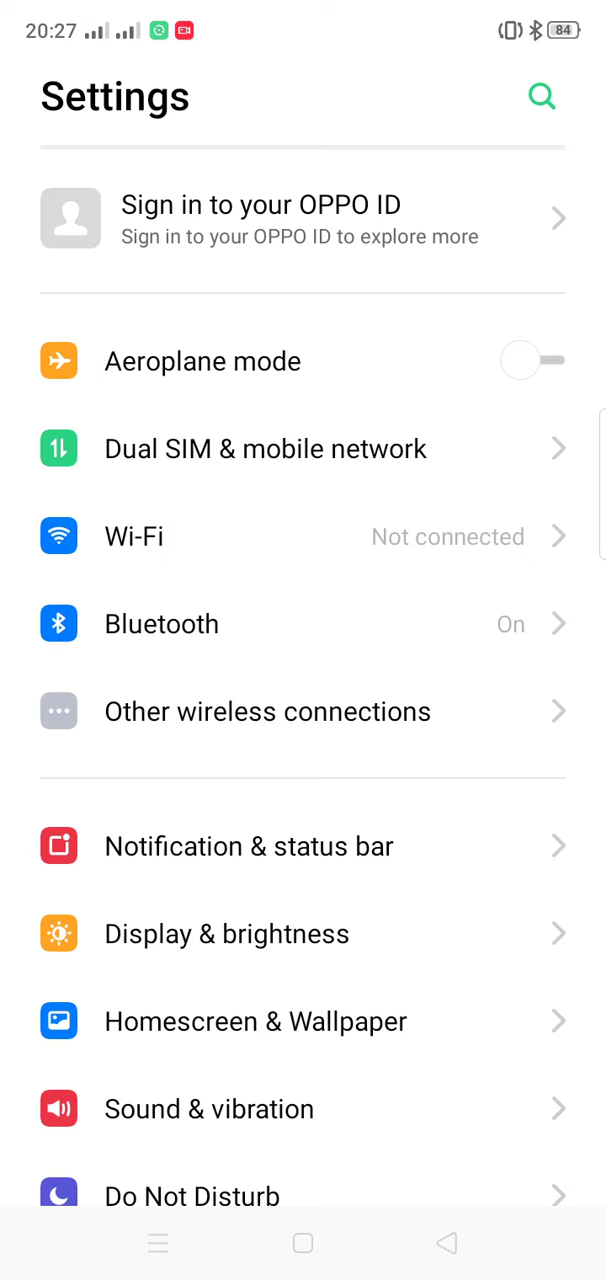 20:27 84
Settings
Sign in to your OPPO ID
Sign in to your OPPO ID to explore more
Aeroplane mode
Dual SIM & mobile network
Wi-Fi Not connected
Bluetooth On
Other wireless connections
Notification & status bar
Display & brightness
Homescreen & Wallpaper
Sound & vibration
Do Not Disturb